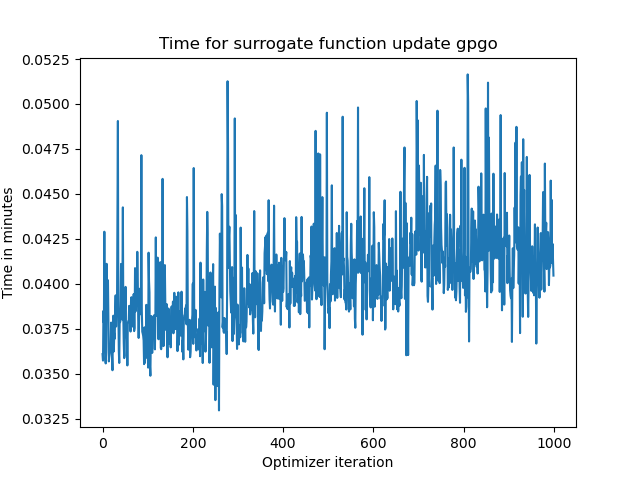 Time for surrogate function update gpgo
0.0525
0.0500
0.0475
0.0450
0.0425
0.0400
0.0375
0.0350
0.0325
Time in minutes
0 200 400 600 800 1000
Optimizer iteration